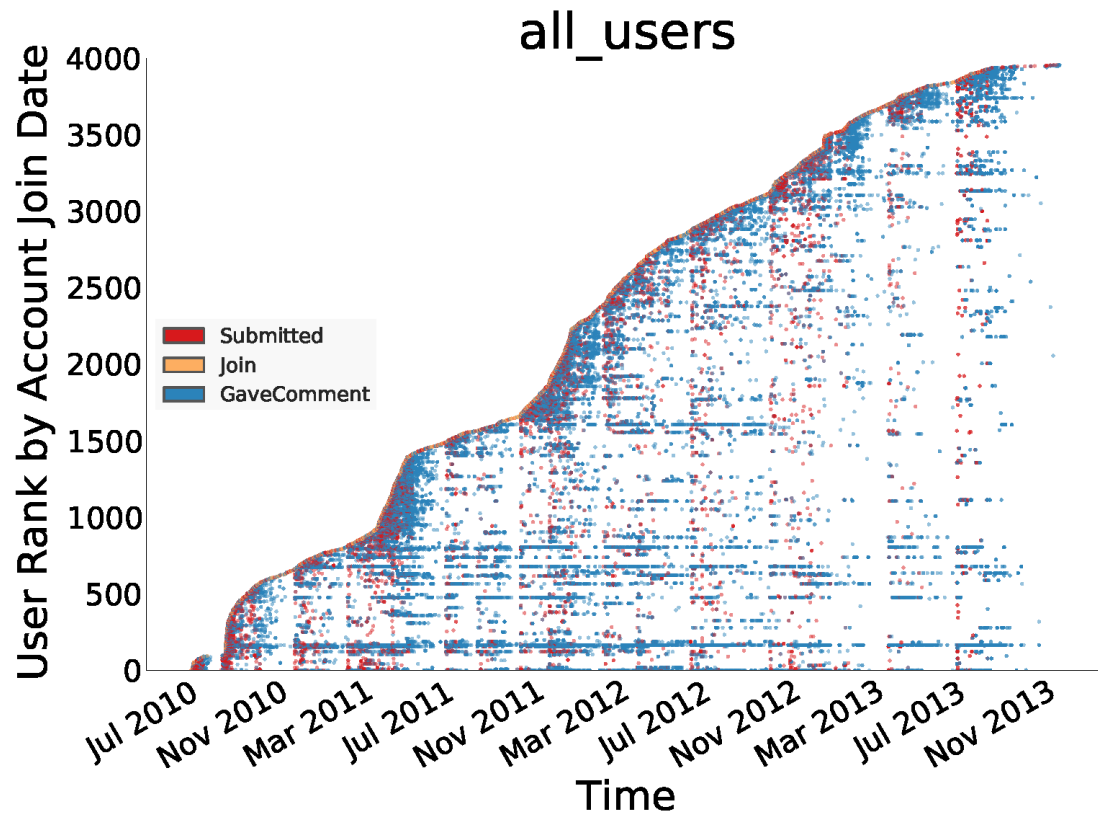 all_users
User Rank by Account Join Date
4000
3500
3000
2500
2000
1500
1000
500
0
Submitted
Join
GaveComment
Jul 2010
Nov 2010
Mar 2011
Jul 2011
Nov 2011
Mar 2012
Jul 2012
Nov 2012
Mar 2013
Jul 2013
Nov 2013
Time